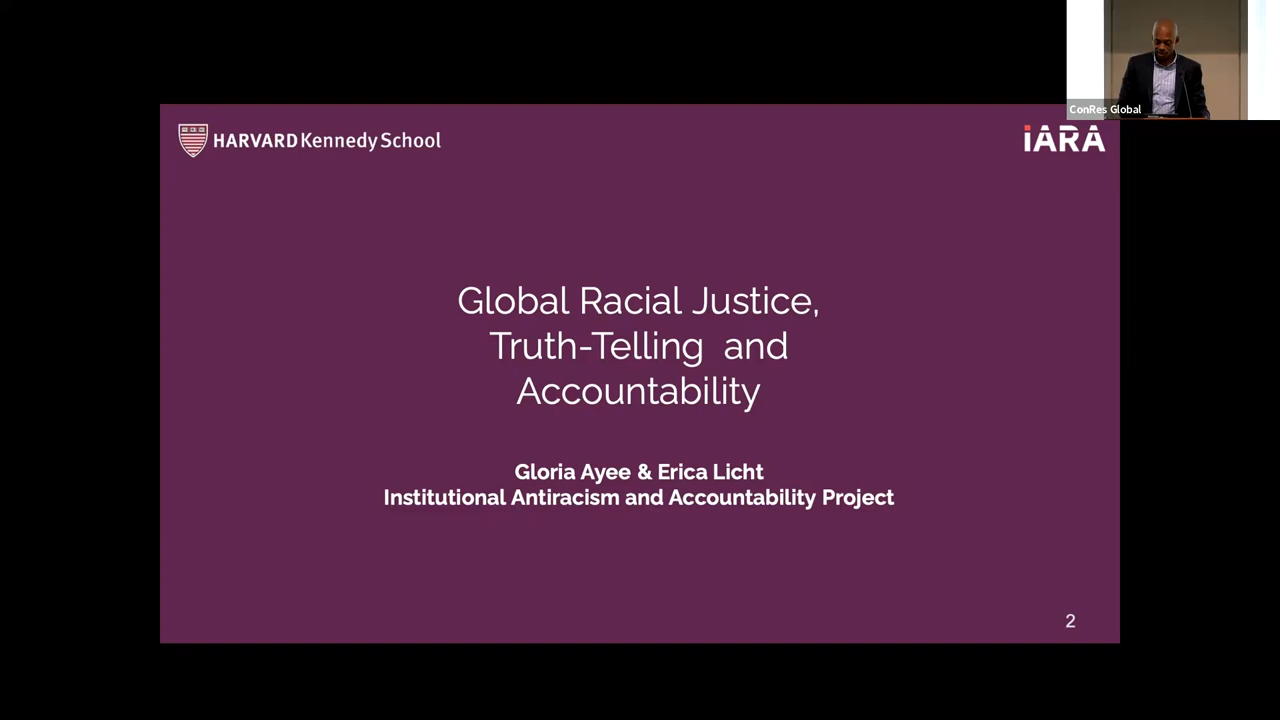 HARVARD Kennedy School
iARA
ConRes Global
Global Racial Justice,
Truth-Telling and
Accountability
Gloria Ayee & Erica Licht
Institutional Antiracism and Accountability Project
2